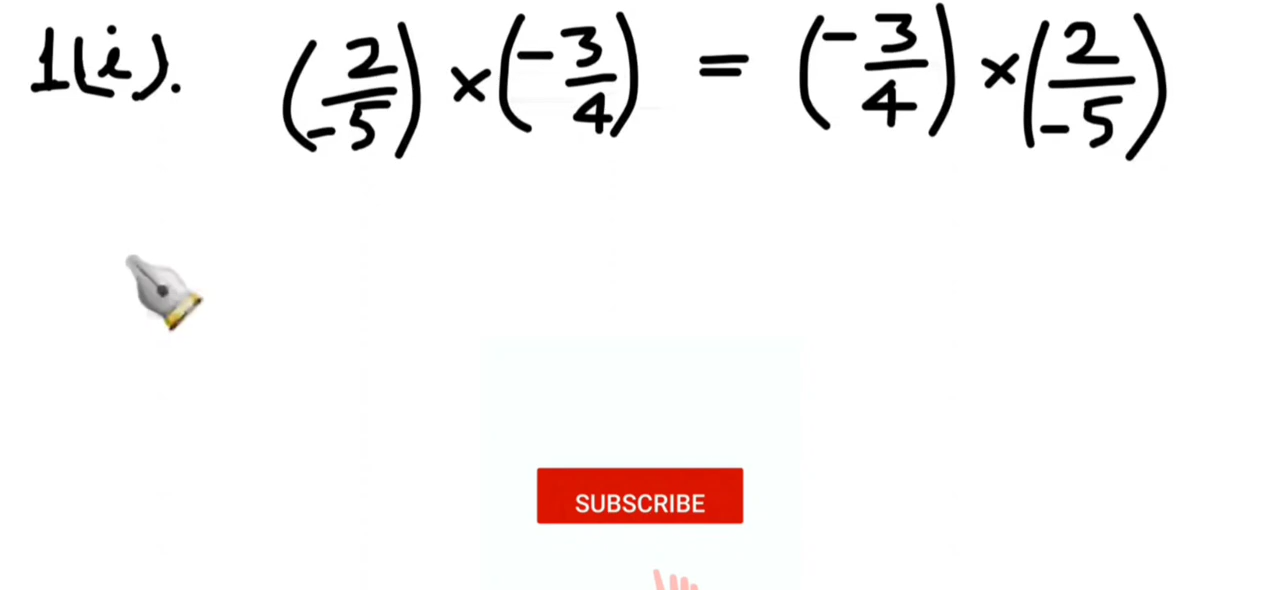 1(i). (2/-5) × (-3/4) = (-3/4) × (2/-5)
SUBSCRIBE